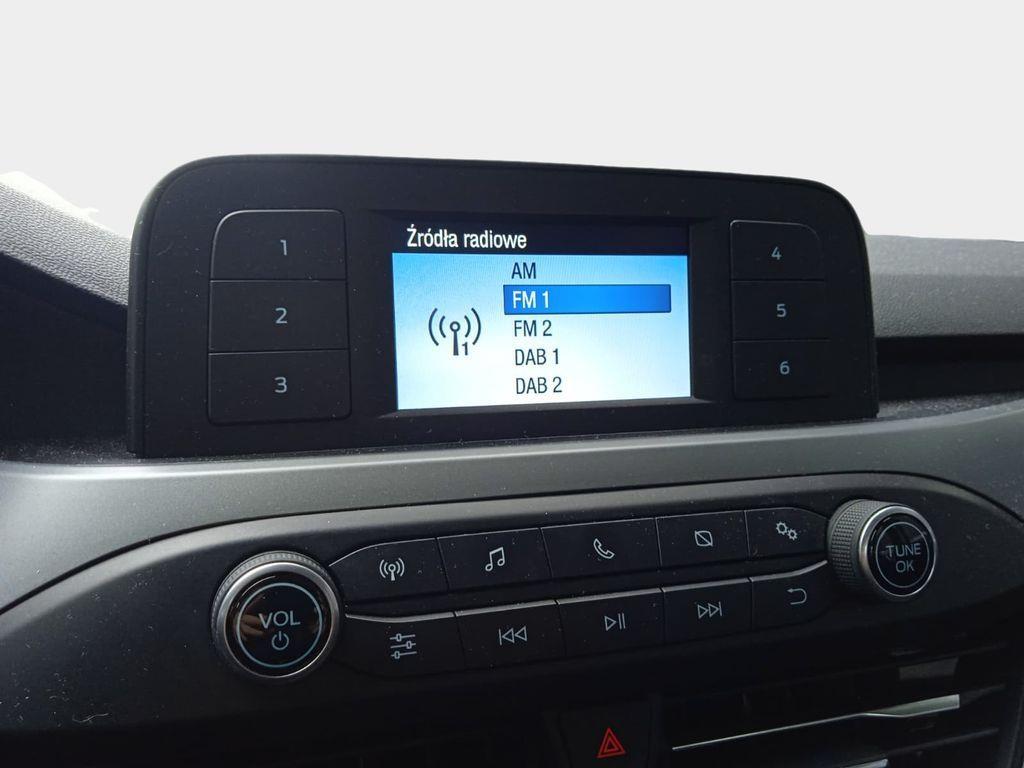 Źródła radiowe
AM
FM 1
FM 2
DAB 1
DAB 2
1
1
2
3
4
5
6
VOL
TUNE
OK